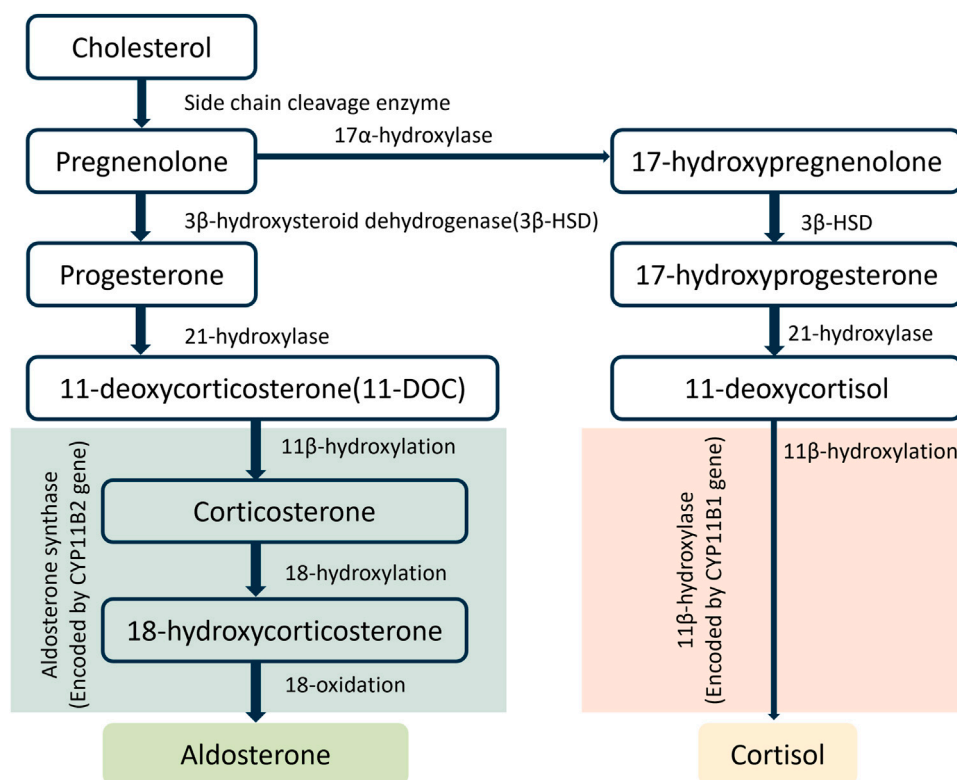 Cholesterol
Side chain cleavage enzyme
17α-hydroxylase
Pregnenolone
17-hydroxypregnenolone
3β-hydroxysteroid dehydrogenase(3β-HSD)
3β-HSD
Progesterone
17-hydroxyprogesterone
21-hydroxylase
21-hydroxylase
11-deoxycorticosterone(11-DOC)
11-deoxycortisol
11β-hydroxylation
11β-hydroxylation
Corticosterone
18-hydroxylation
18-hydroxycorticosterone
18-oxidation
Aldosterone synthase
(Encoded by CYP11B2 gene)
11β-hydroxylase
(Encoded by CYP11B1 gene)
Aldosterone
Cortisol